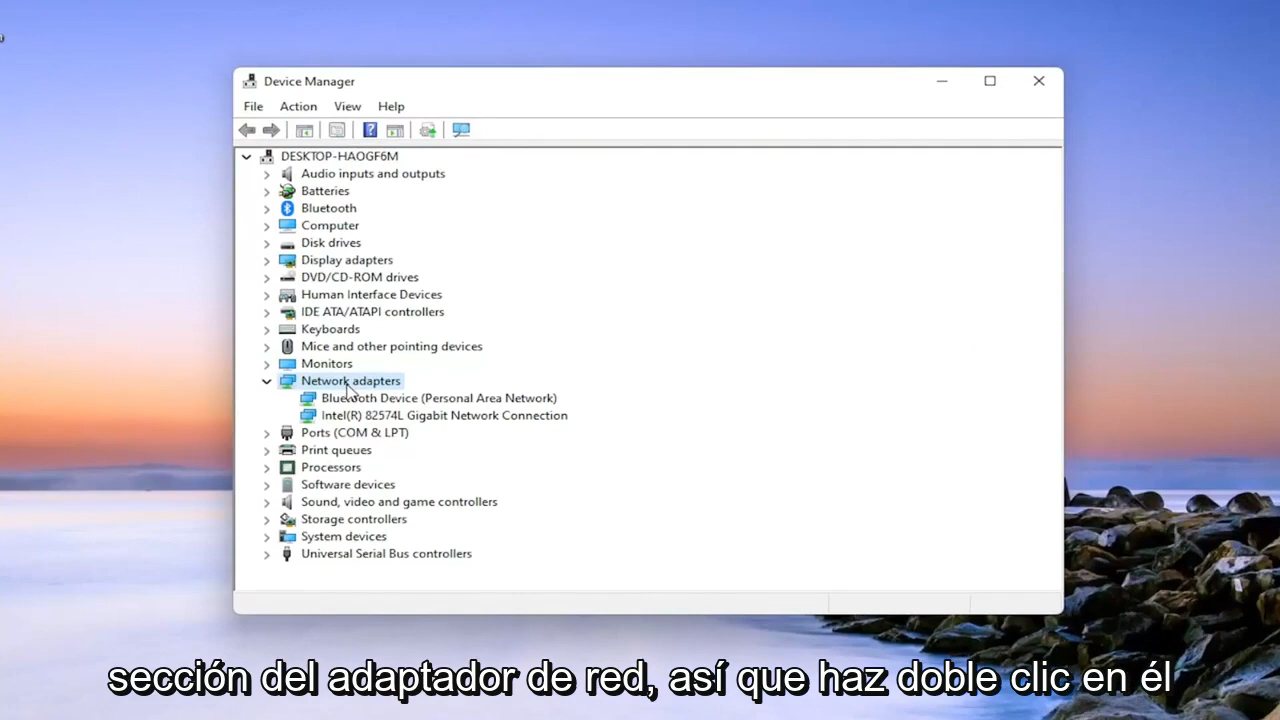 Device Manager
File Action View Help
DESKTOP-HAOGF6M
Audio inputs and outputs
Batteries
Bluetooth
Computer
Disk drives
Display adapters
DVD/CD-ROM drives
Human Interface Devices
IDE ATA/ATAPI controllers
Keyboards
Mice and other pointing devices
Monitors
Network adapters
Bluetooth Device (Personal Area Network)
Intel(R) 82574L Gigabit Network Connection
Ports (COM & LPT)
Print queues
Processors
Software devices
Sound, video and game controllers
Storage controllers
System devices
Universal Serial Bus controllers
sección del adaptador de red, así que haz doble clic en él